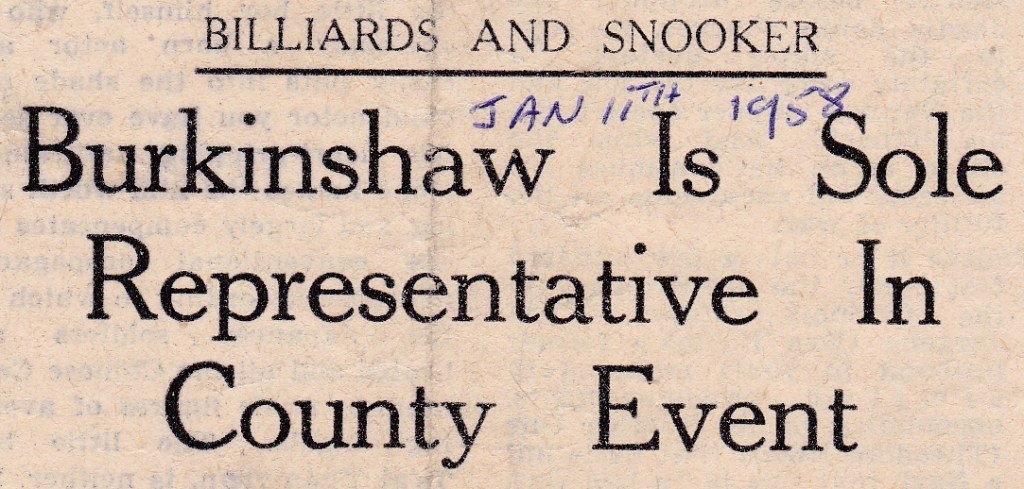 BILLIARDS AND SNOOKER
JAN 11TH 1958
Burkinshaw Is Sole
Representative In
County Event